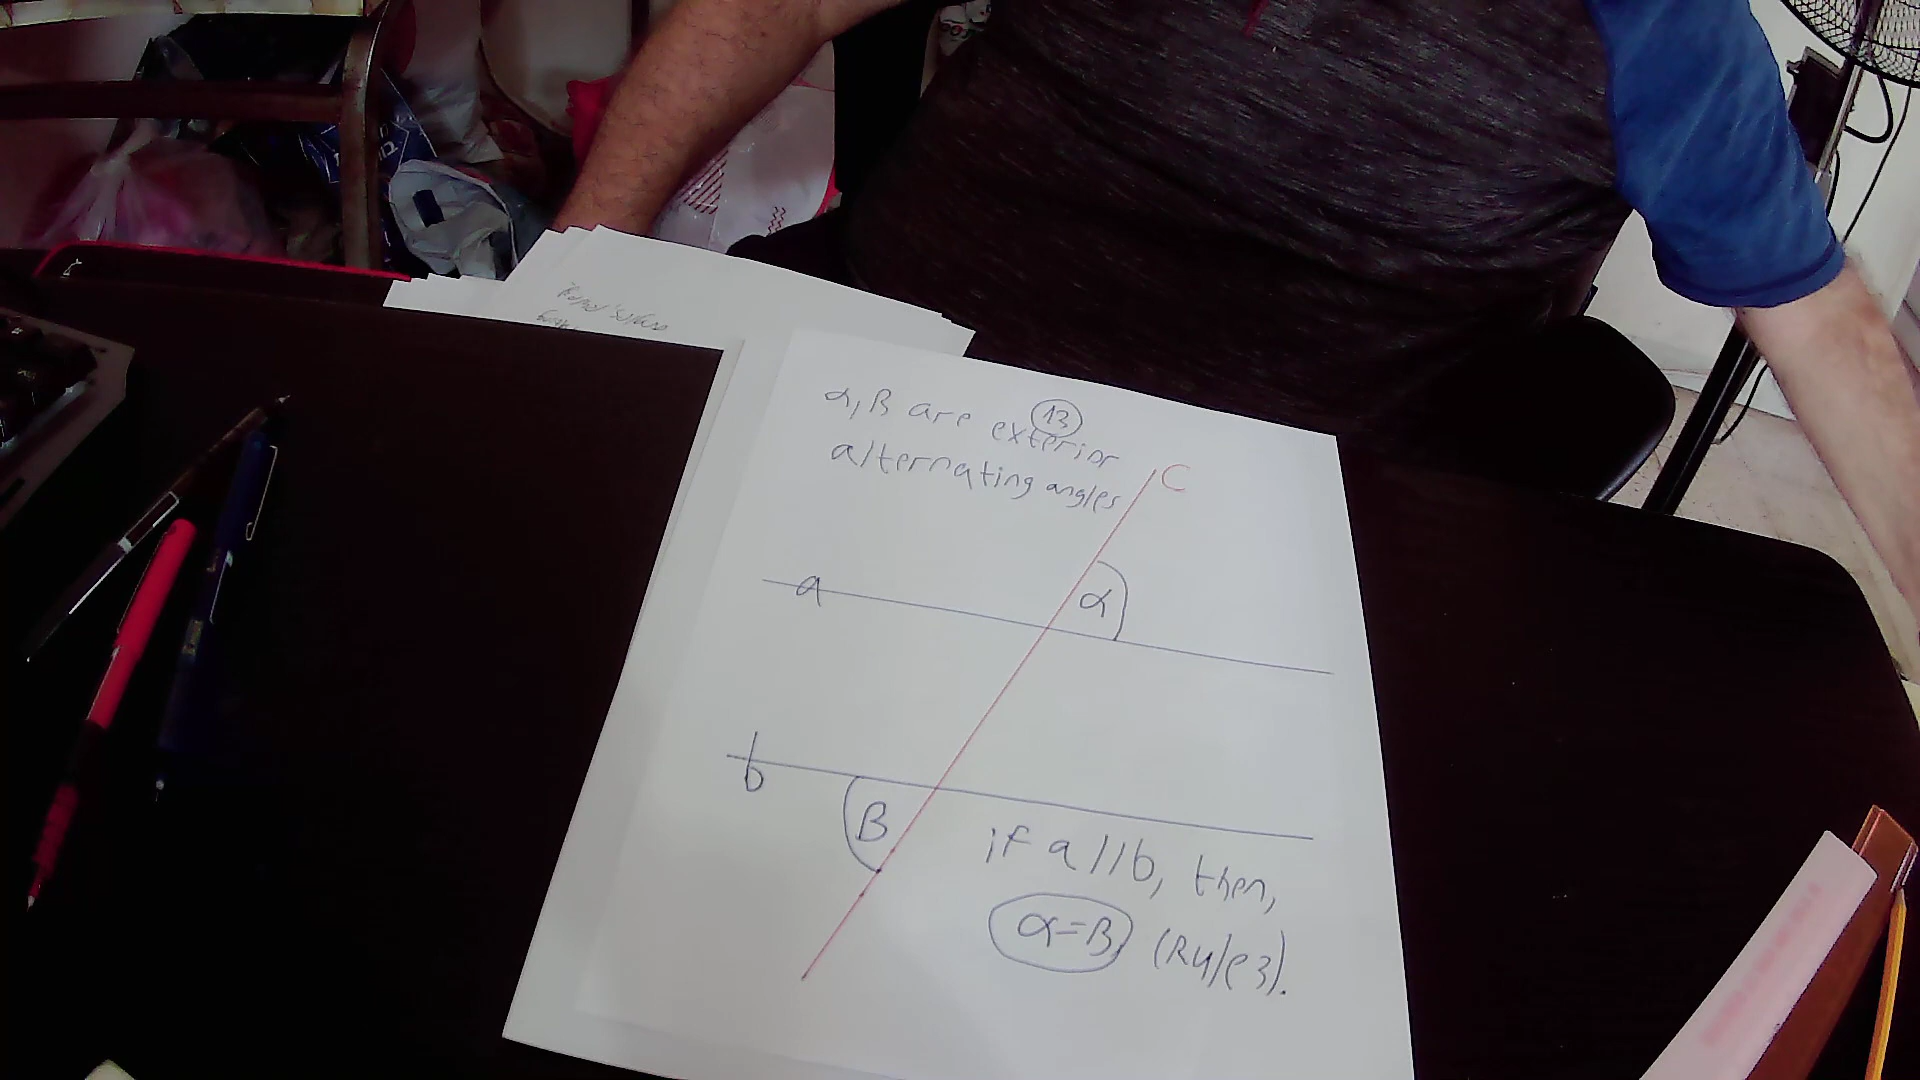 13
α, B are exterior
alternating angles
C
a
α
b
B
if a//b, then,
α=B (Rule 3).